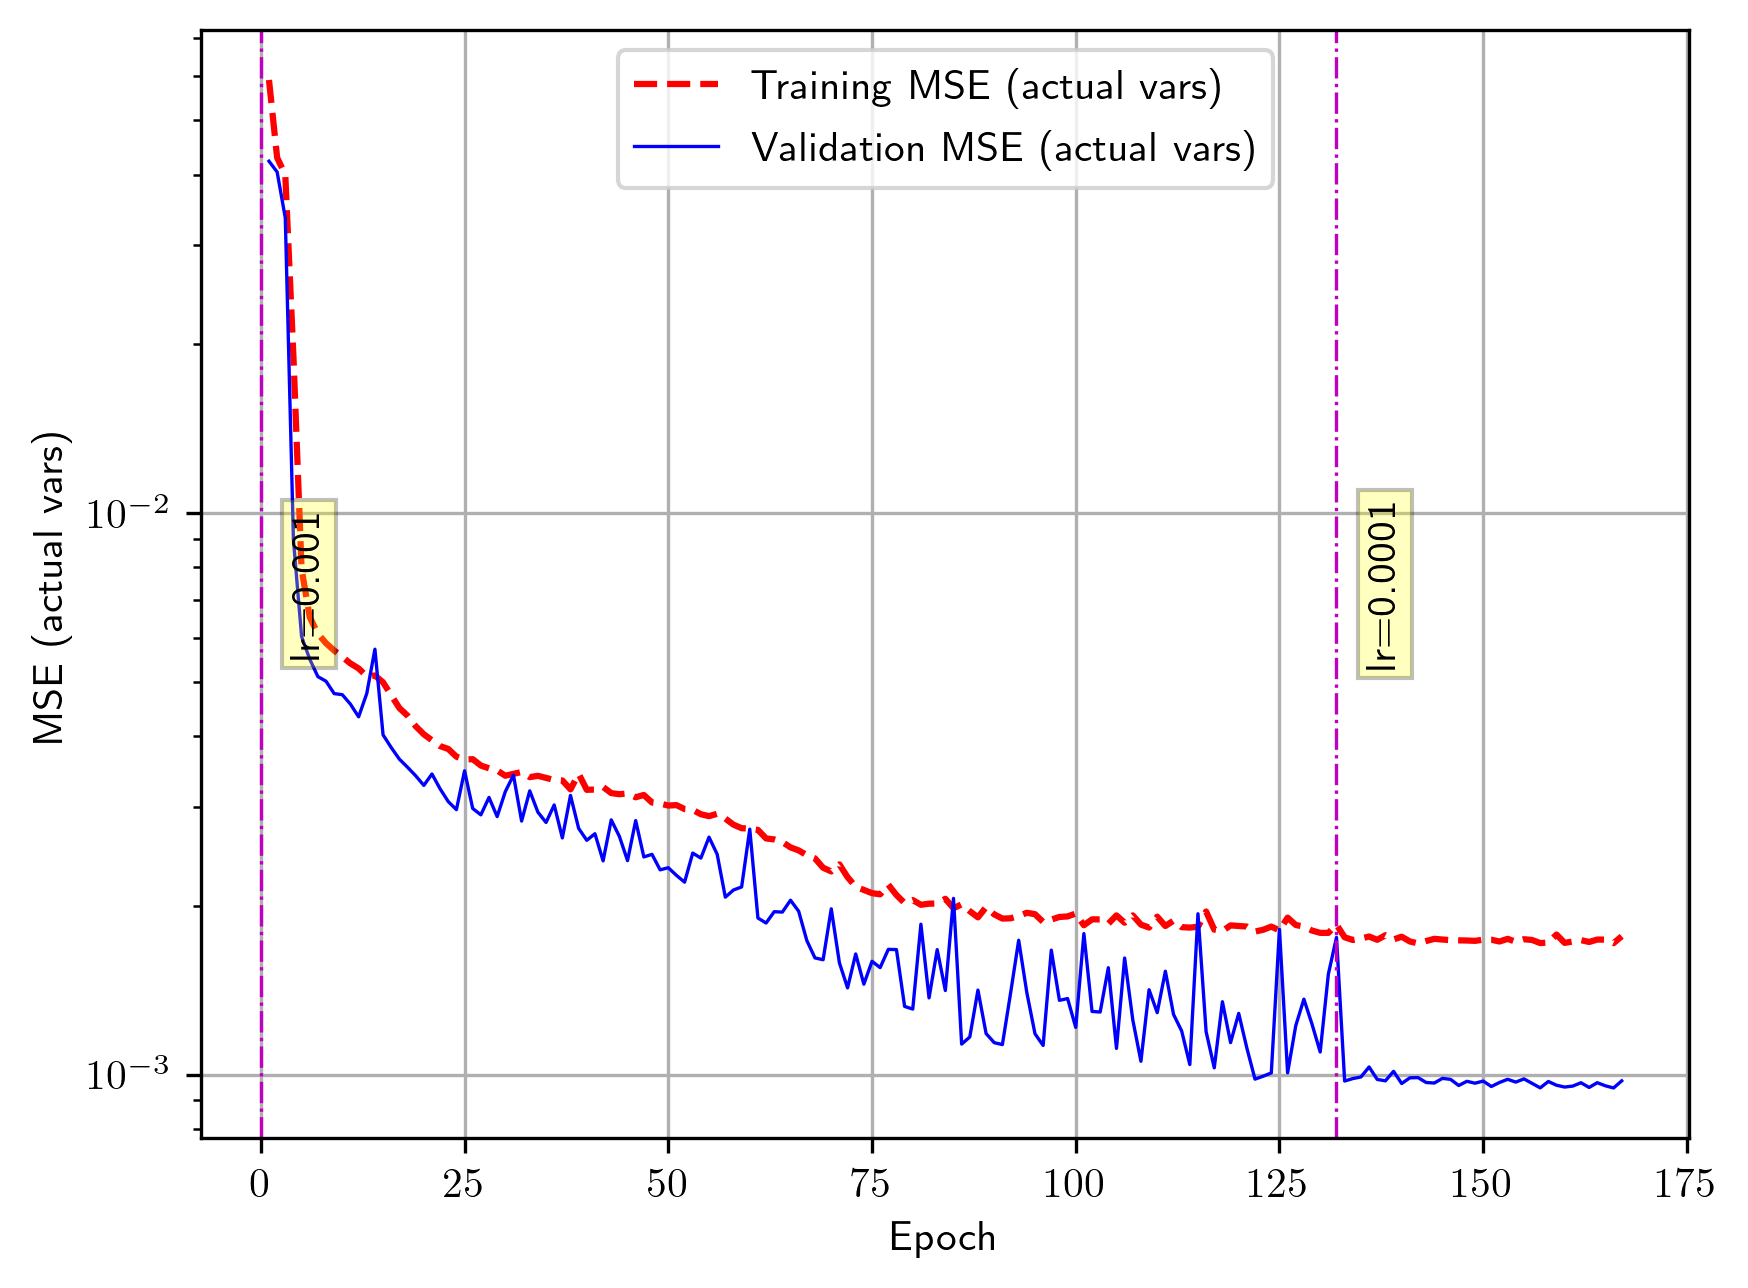 Training MSE (actual vars)
Validation MSE (actual vars)
MSE (actual vars)
10⁻²
10⁻³
lr=0.001
lr=0.0001
0 25 50 75 100 125 150 175
Epoch